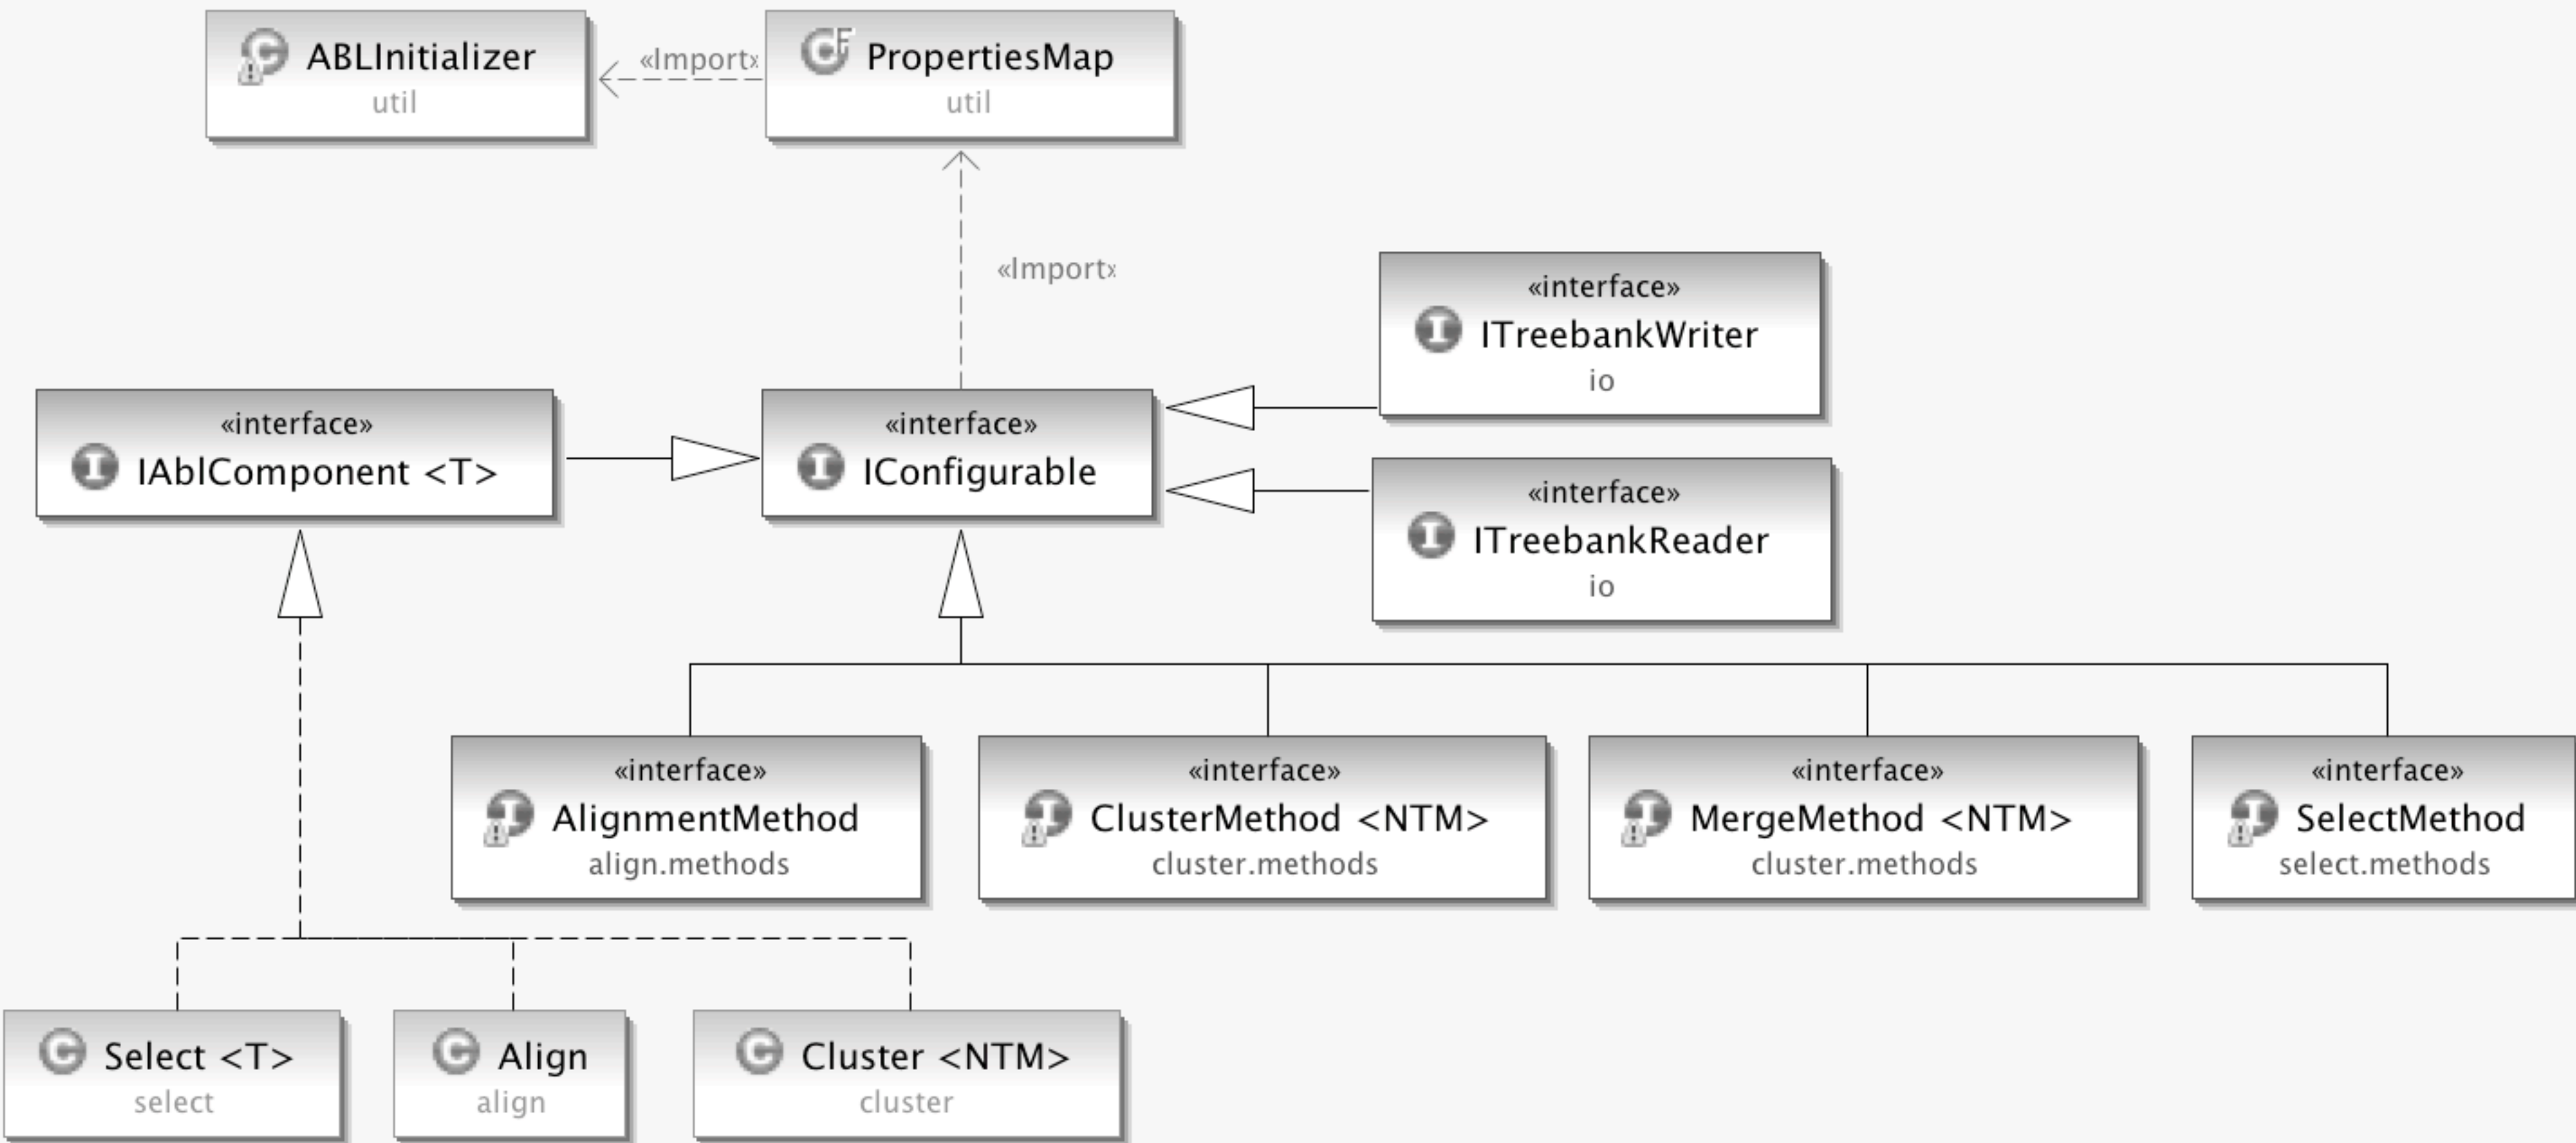 ABLInitializer
util
«Import»
PropertiesMap
util
«Import»
«interface»
ITreebankWriter
io
«interface»
IAblComponent <T>
«interface»
IConfigurable
«interface»
ITreebankReader
io
«interface»
AlignmentMethod
align.methods
«interface»
ClusterMethod <NTM>
cluster.methods
«interface»
MergeMethod <NTM>
cluster.methods
«interface»
SelectMethod
select.methods
Select <T>
select
Align
align
Cluster <NTM>
cluster